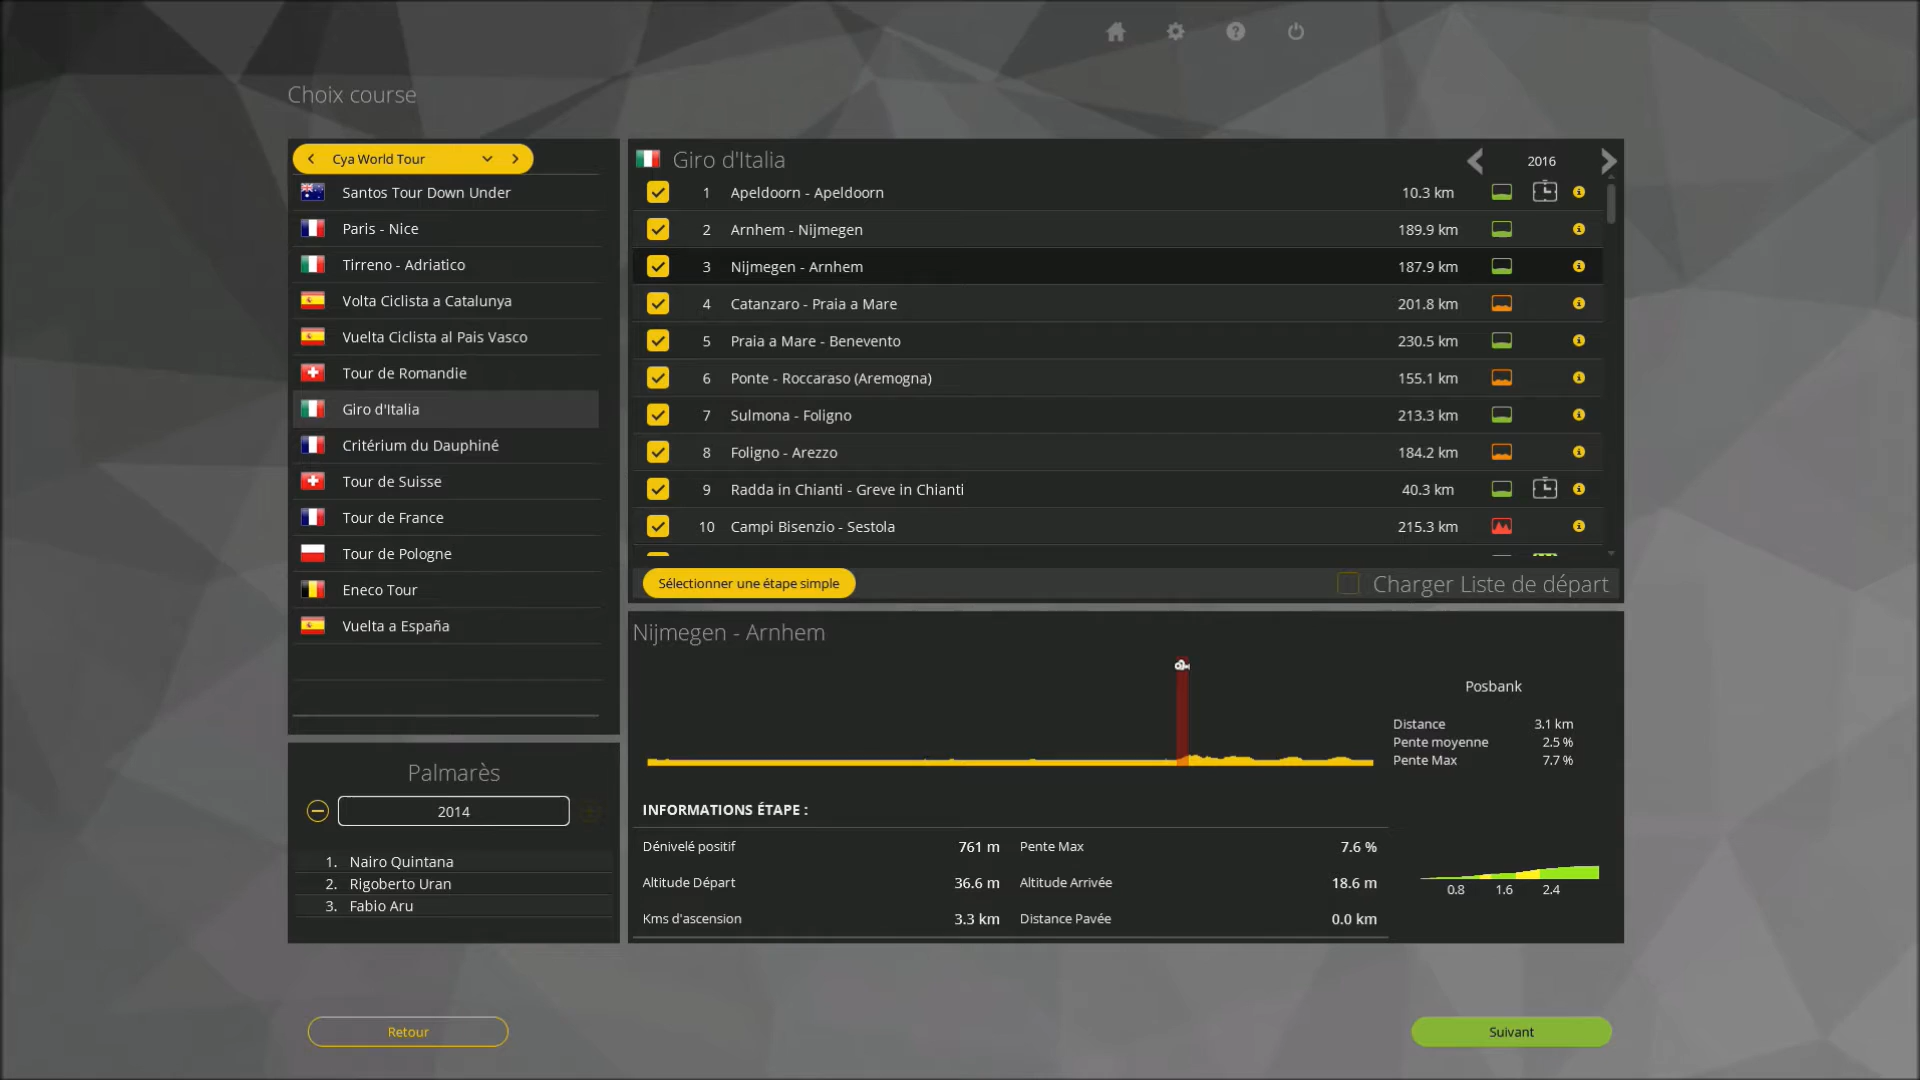 Choix course
Cya World Tour
Santos Tour Down Under
Paris - Nice
Tirreno - Adriatico
Volta Ciclista a Catalunya
Vuelta Ciclista al Pais Vasco
Tour de Romandie
Giro d'Italia
Critérium du Dauphiné
Tour de Suisse
Tour de France
Tour de Pologne
Eneco Tour
Vuelta a España
Palmarès
2014
1. Nairo Quintana
2. Rigoberto Uran
3. Fabio Aru
Giro d'Italia 2016
1 Apeldoorn - Apeldoorn 10.3 km
2 Arnhem - Nijmegen 189.9 km
3 Nijmegen - Arnhem 187.9 km
4 Catanzaro - Praia a Mare 201.8 km
5 Praia a Mare - Benevento 230.5 km
6 Ponte - Roccaraso (Aremogna) 155.1 km
7 Sulmona - Foligno 213.3 km
8 Foligno - Arezzo 184.2 km
9 Radda in Chianti - Greve in Chianti 40.3 km
10 Campi Bisenzio - Sestola 215.3 km
Sélectionner une étape simple Charger Liste de départ
Nijmegen - Arnhem
Posbank
Distance 3.1 km
Pente moyenne 2.5 %
Pente Max 7.7 %
INFORMATIONS ÉTAPE :
Dénivelé positif 761 m Pente Max 7.6 %
Altitude Départ 36.6 m Altitude Arrivée 18.6 m
Kms d'ascension 3.3 km Distance Pavée 0.0 km
0.8 1.6 2.4
Retour
Suivant